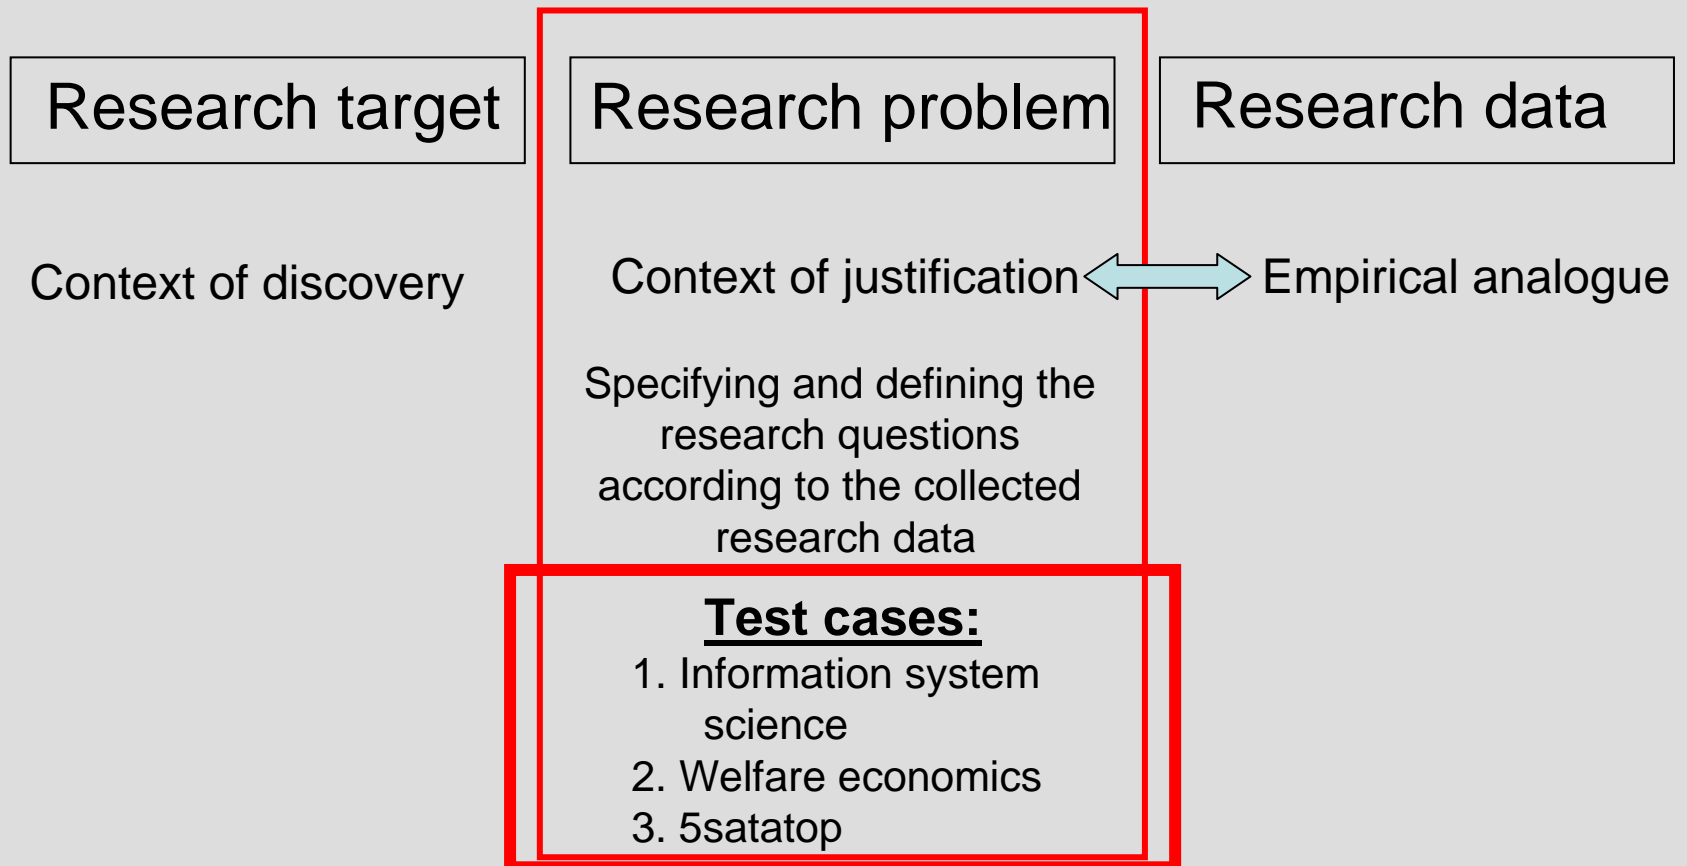 Research target
Research problem
Research data
Context of discovery
Context of justification
Empirical analogue
Specifying and defining the
research questions
according to the collected
research data
Test cases:
1. Information system
science
2. Welfare economics
3. 5satatop